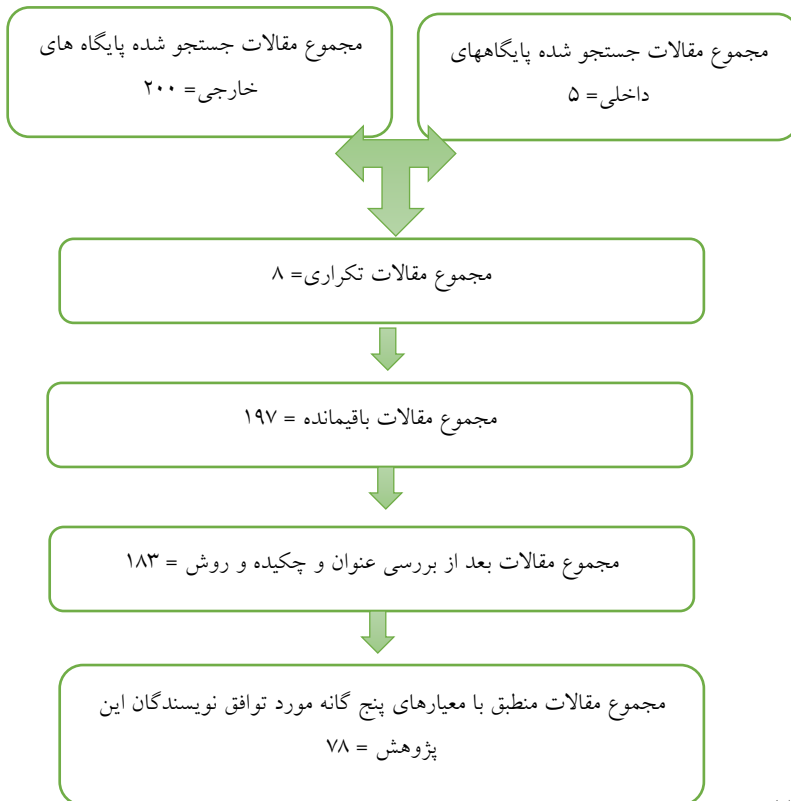 مجموع مقالات جستجو شده پایگاههای
داخلی= ۵
مجموع مقالات جستجو شده پایگاه های
خارجی= ۲۰۰
مجموع مقالات تکراری= ۸
مجموع مقالات باقیمانده = ۱۹۷
مجموع مقالات بعد از بررسی عنوان و چکیده و روش = ۱۸۳
مجموع مقالات منطبق با معیارهای پنج گانه مورد توافق نویسندگان این
پژوهش = ۷۸